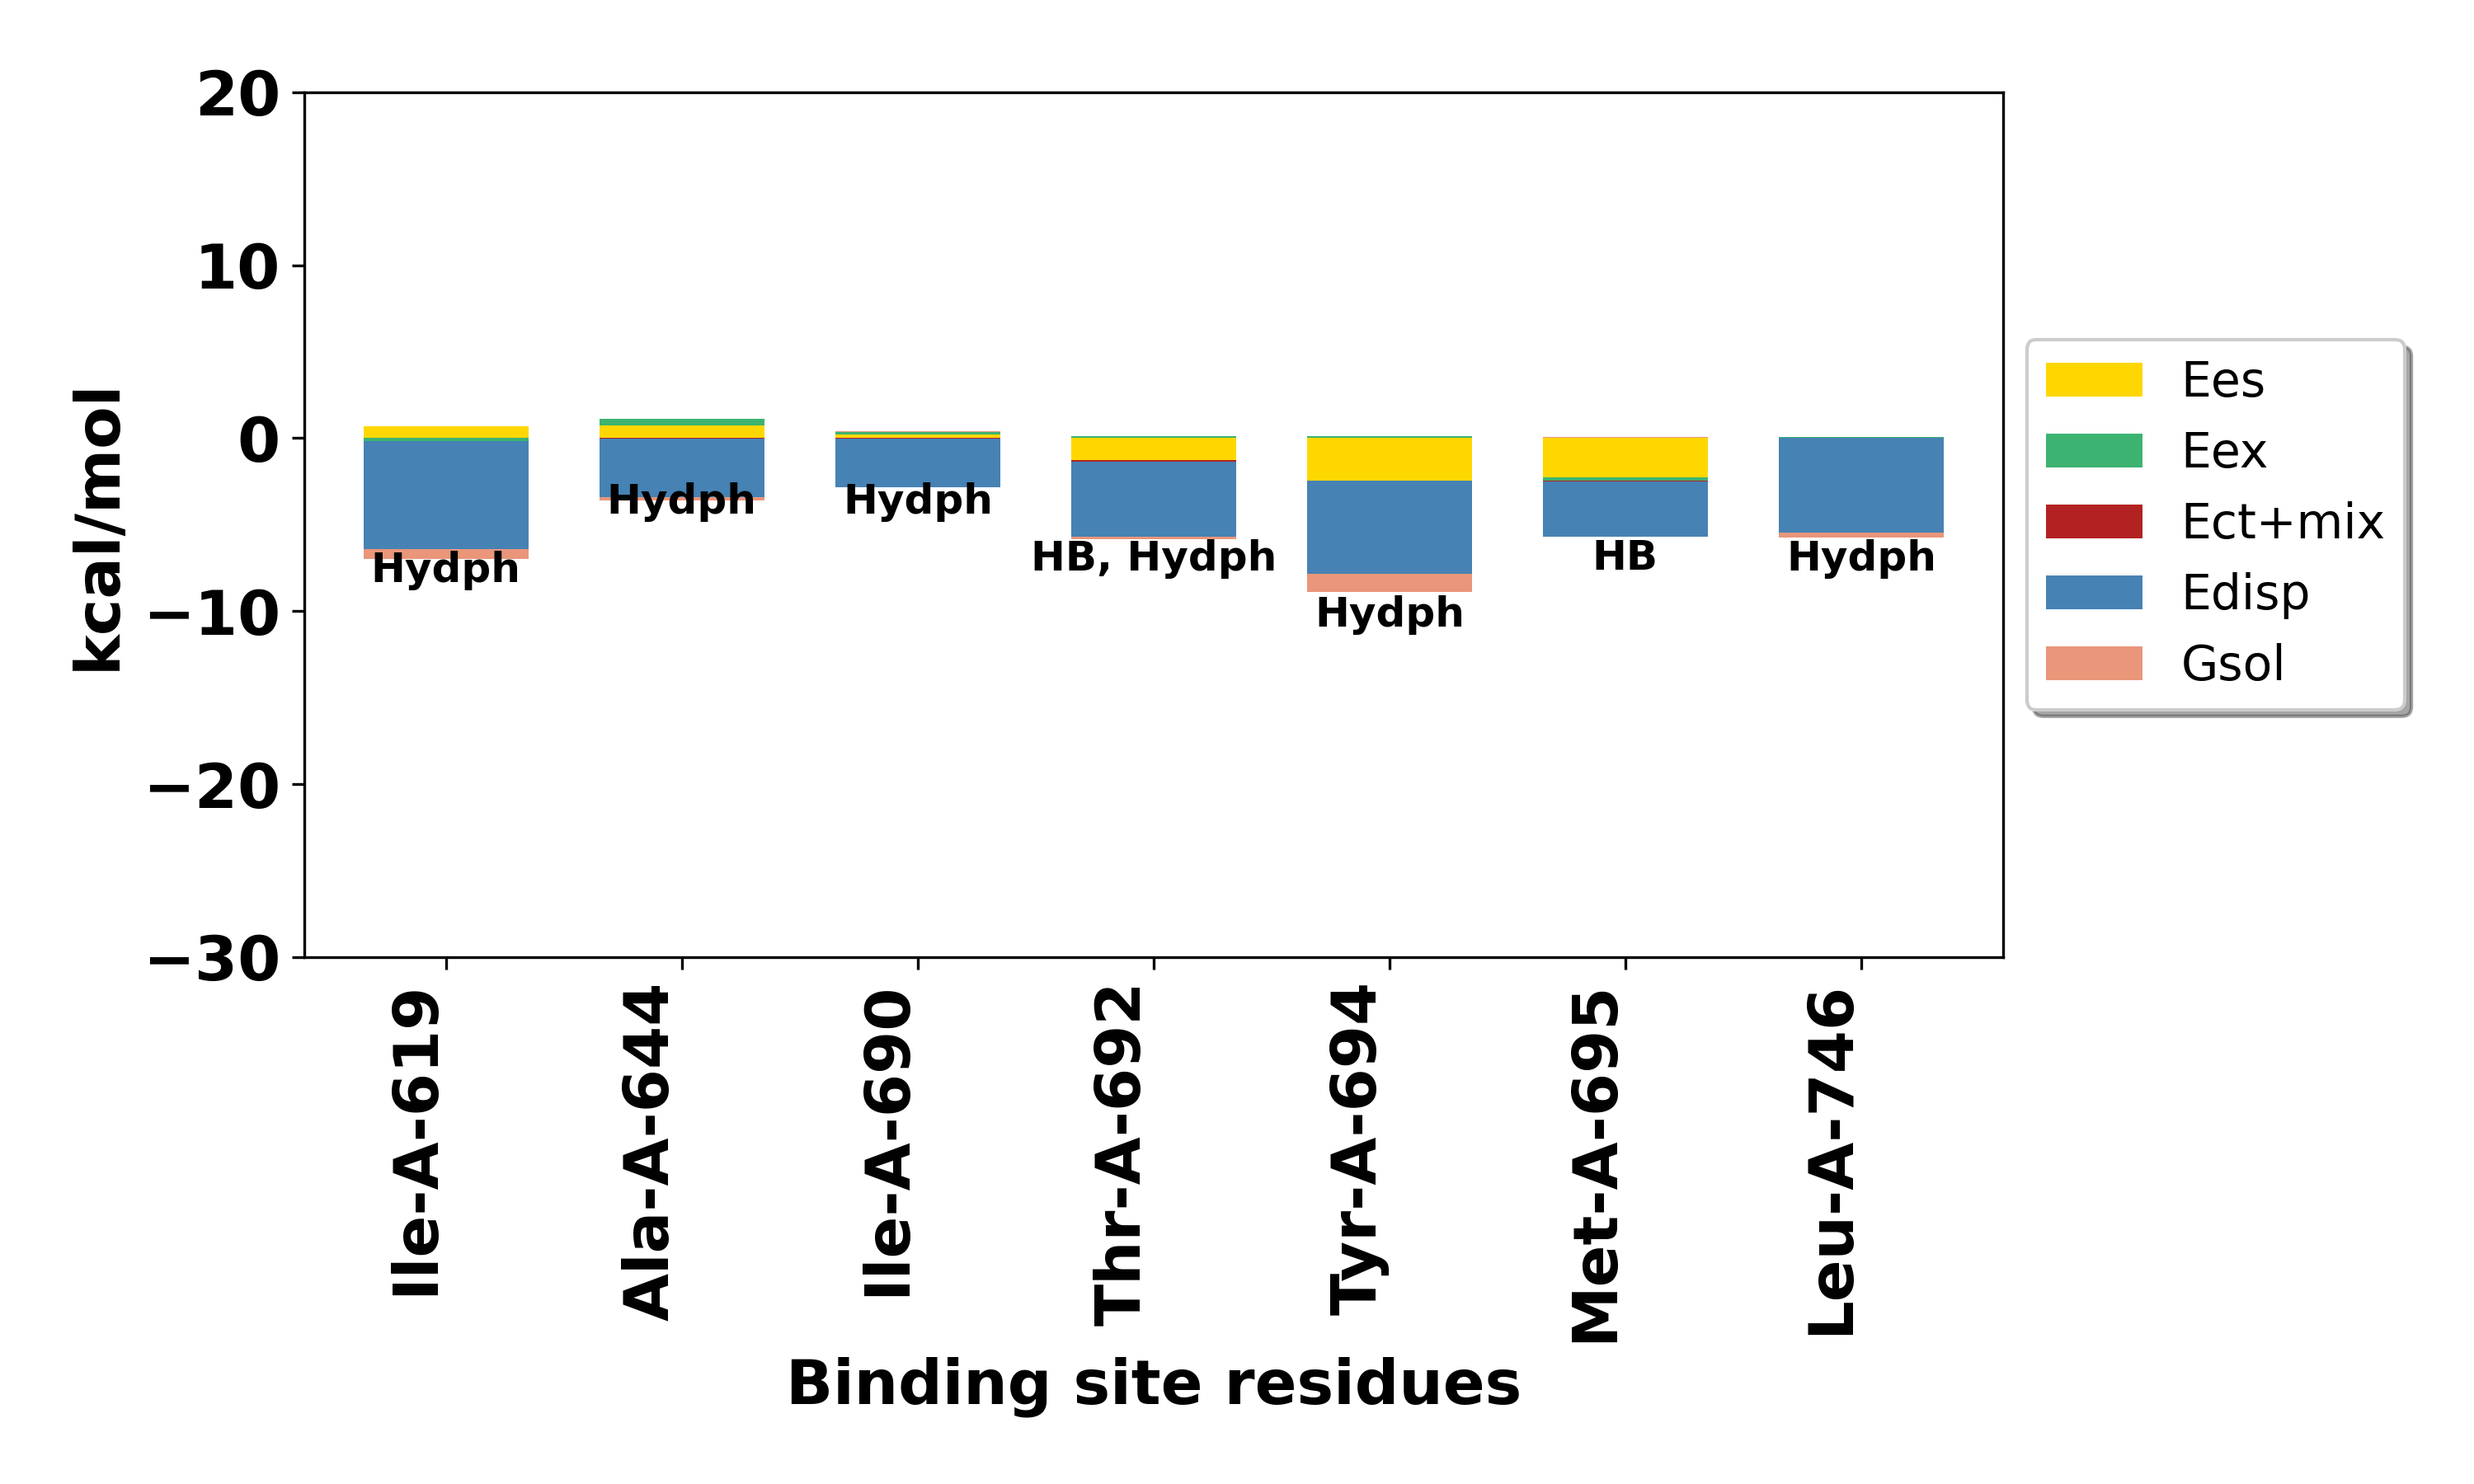 20
10
0
−10
−20
−30
kcal/mol
Hydph
Hydph
Hydph
HB, Hydph
Hydph
HB
Hydph
Ees
Eex
Ect+mix
Edisp
Gsol
Ile-A-619
Ala-A-644
Ile-A-690
Thr-A-692
Tyr-A-694
Met-A-695
Leu-A-746
Binding site residues